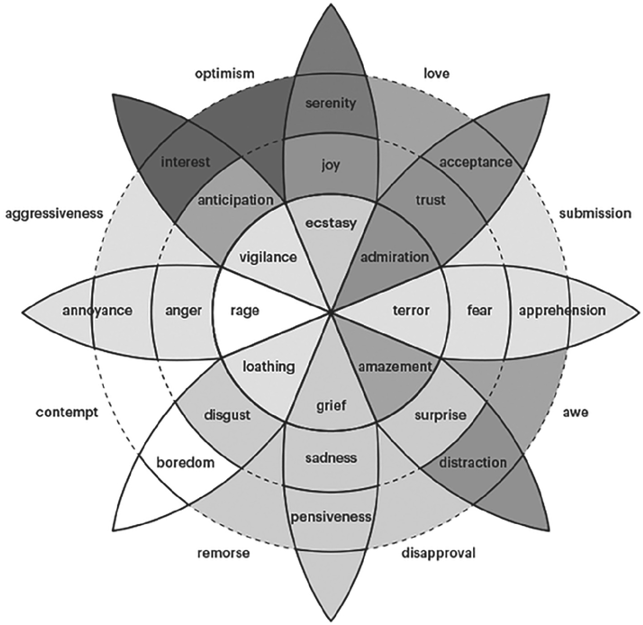 optimism
love
serenity
interest
joy
acceptance
anticipation
trust
aggressiveness
submission
ecstasy
vigilance
admiration
annoyance
anger
rage
terror
fear
apprehension
loathing
amazement
grief
contempt
disgust
surprise
awe
sadness
boredom
distraction
pensiveness
remorse
disapproval